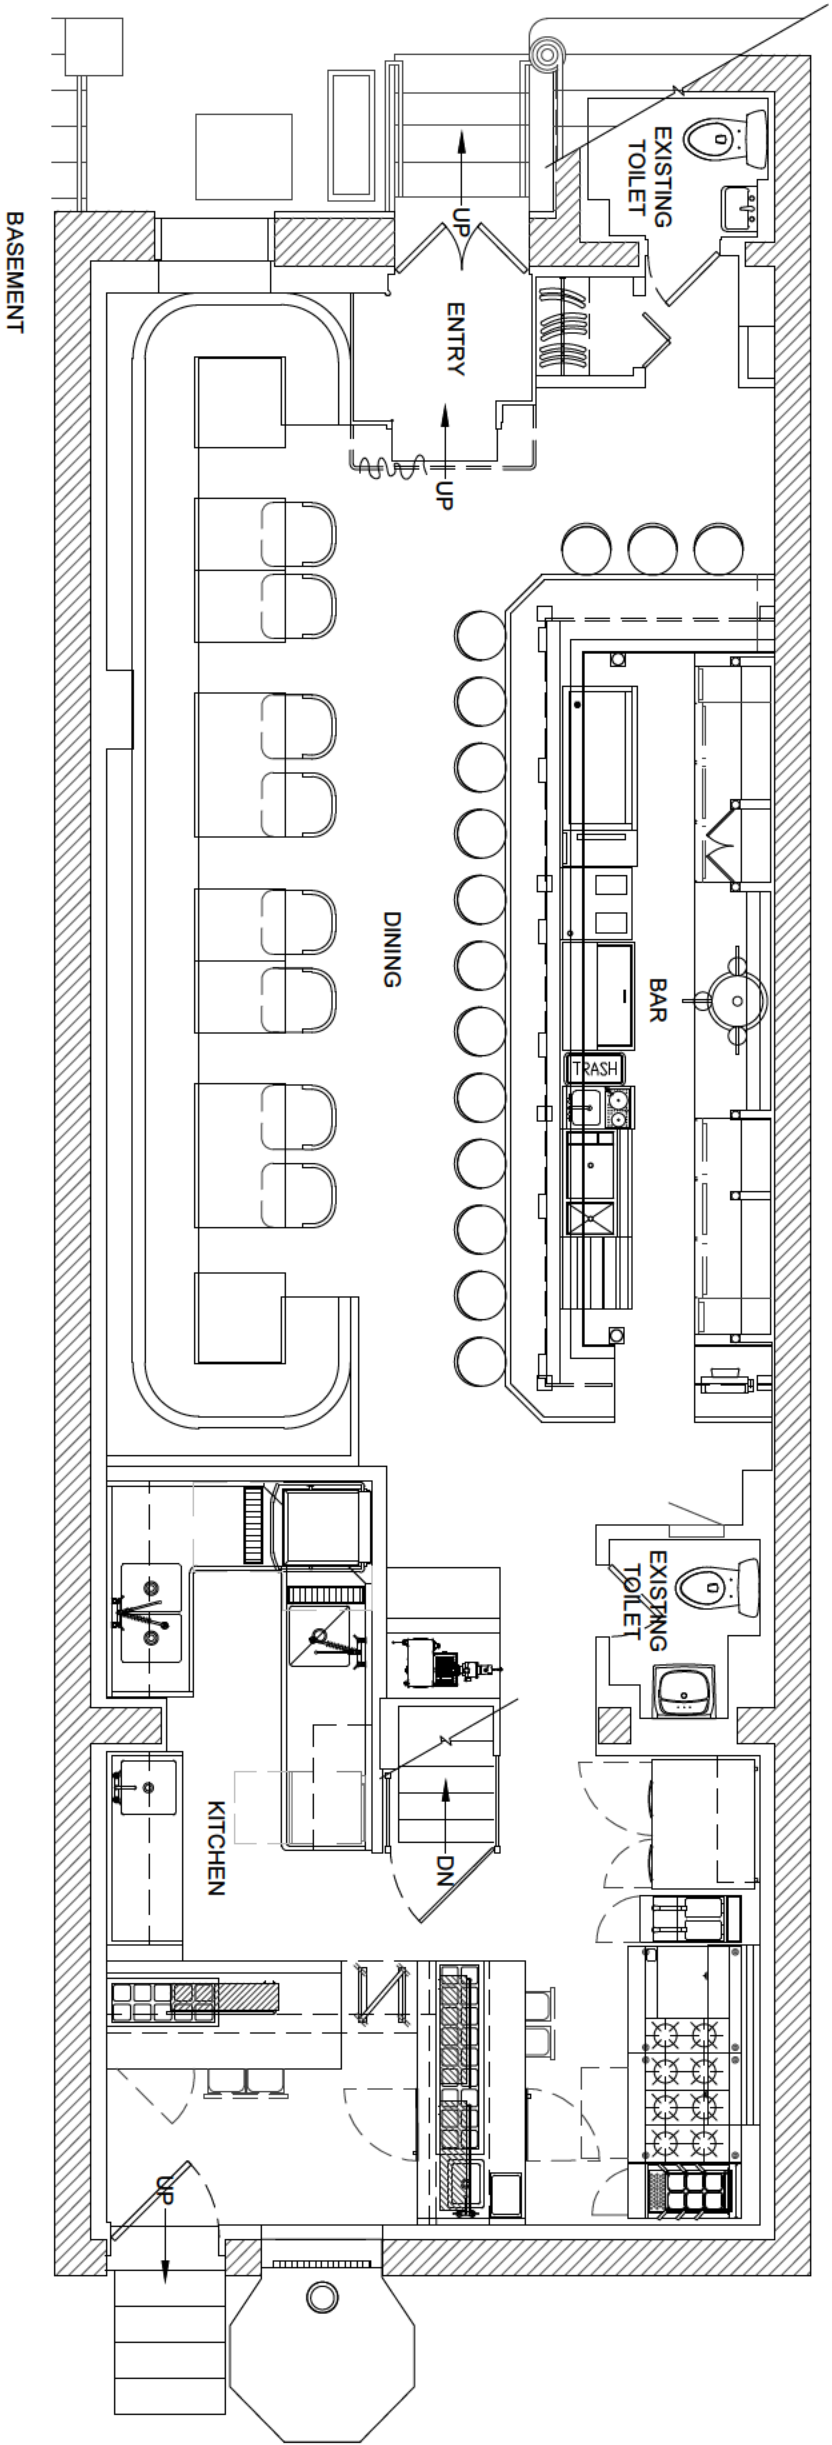 EXISTING
TOILET
UP
ENTRY
UP
BASEMENT
DINING
BAR
TRASH
EXISTING
TOILET
KITCHEN
DN
UP